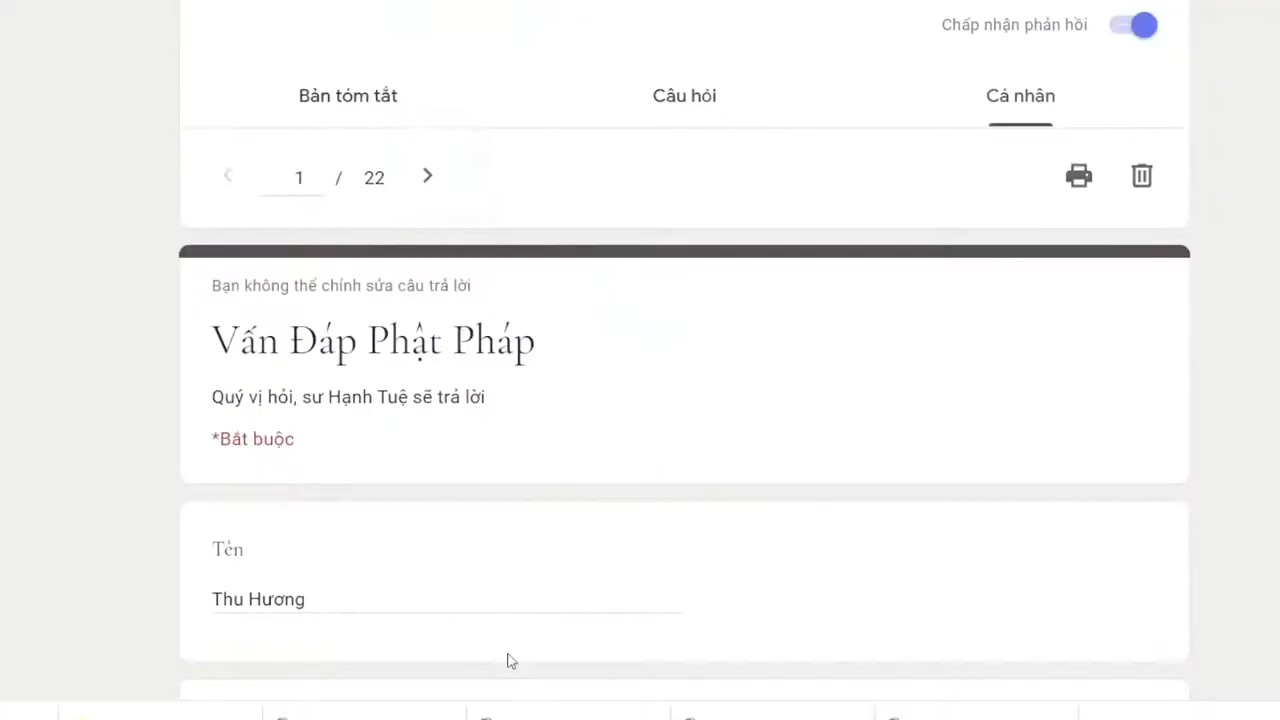 Chấp nhận phản hồi
Bản tóm tắt
Câu hỏi
Cá nhân
1 / 22
Bạn không thể chỉnh sửa câu trả lời
Vấn Đáp Phật Pháp
Quý vị hỏi, sư Hạnh Tuệ sẽ trả lời
*Bắt buộc
Tên
Thu Hương